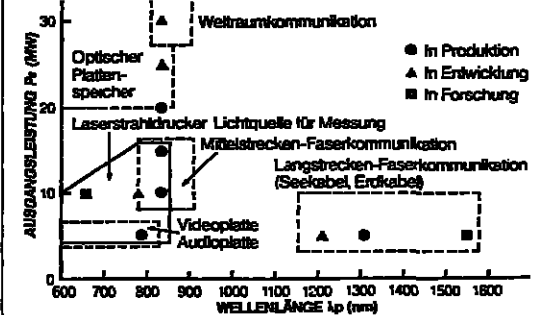 30
Weltraumkommunikation
Optischer
Platten-
speicher
● In Produktion
▲ In Entwicklung
■ In Forschung
20
Laserstrahldrucker Lichtquelle für Messung
Mittelstrecken-Faserkommunikation
Langstrecken-Faserkommunikation
(Seekabel, Erdkabel)
10
Videoplatte
Audioplatte
0
600 700 800 900 1000 1100 1200 1300 1400 1500 1600
WELLENLÄNGE λp (nm)
AUSGANGSLEISTUNG Po (MW)